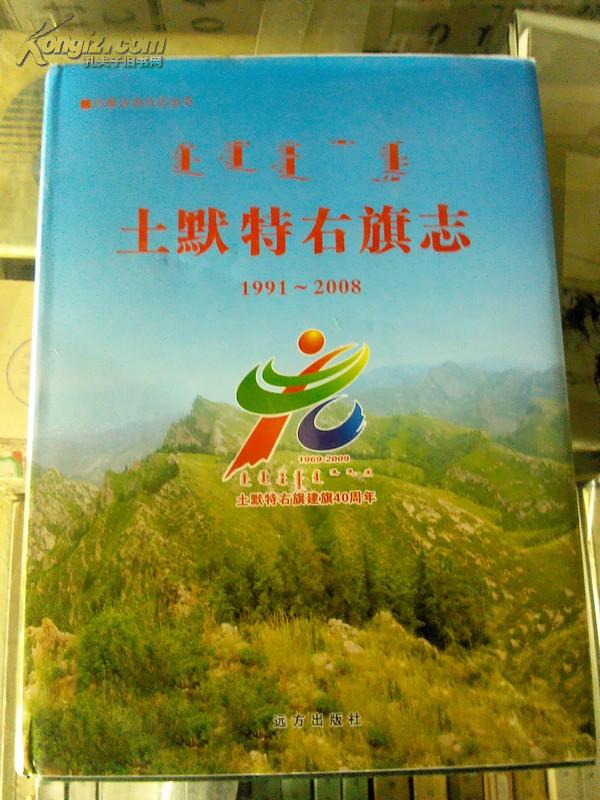 Kongfz.com
孔夫子旧书网
土默特右旗志
1991~2008
1969-2009
土默特右旗建旗40周年
远方出版社